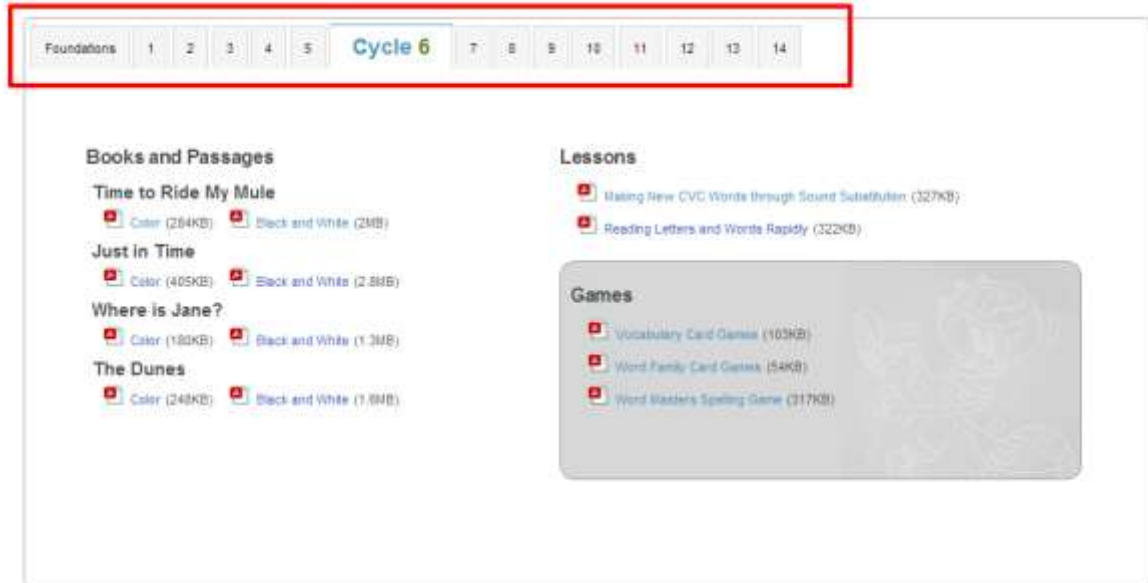 Foundations 1 2 3 4 5 Cycle 6 7 8 9 10 11 12 13 14
Books and Passages
Time to Ride My Mule
Color (284KB) Black and White (2MB)
Just in Time
Color (405KB) Black and White (2.8MB)
Where is Jane?
Color (180KB) Black and White (1.3MB)
The Dunes
Color (248KB) Black and White (1.6MB)
Lessons
Making New CVC Words through Sound Substitution (327KB)
Reading Letters and Words Rapidly (322KB)
Games
Vocabulary Card Games (103KB)
Word Family Card Games (54KB)
Word Masters Spelling Game (317KB)